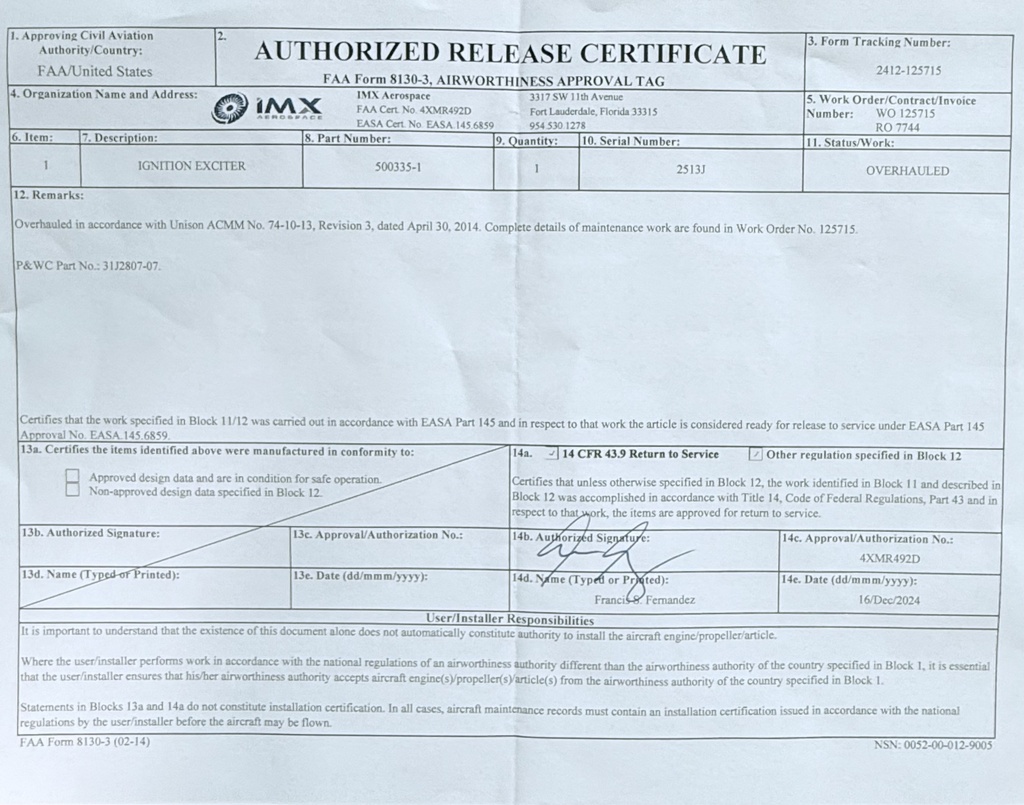 1. Approving Civil Aviation
Authority/Country:
FAA/United States
2.
AUTHORIZED RELEASE CERTIFICATE
FAA Form 8130-3, AIRWORTHINESS APPROVAL TAG
3. Form Tracking Number:
2412-125715
4. Organization Name and Address:
IMX
AEROSPACE
IMX Aerospace
FAA Cert. No. 4XMR492D
EASA Cert. No. EASA.145.6859
3317 SW 11th Avenue
Fort Lauderdale, Florida 33315
954.530.1278
5. Work Order/Contract/Invoice
Number: WO 125715
RO 7744
6. Item:
7. Description:
8. Part Number:
9. Quantity:
10. Serial Number:
11. Status/Work:
1
IGNITION EXCITER
500335-1
1
2513J
OVERHAULED
12. Remarks:
Overhauled in accordance with Unison ACMM No. 74-10-13, Revision 3, dated April 30, 2014. Complete details of maintenance work are found in Work Order No. 125715.
P&WC Part No.: 31J2807-07.
Certifies that the work specified in Block 11/12 was carried out in accordance with EASA Part 145 and in respect to that work the article is considered ready for release to service under EASA Part 145
Approval No. EASA.145.6859.
13a. Certifies the items identified above were manufactured in conformity to:
Approved design data and are in condition for safe operation.
Non-approved design data specified in Block 12.
14a. ✓ 14 CFR 43.9 Return to Service ✓ Other regulation specified in Block 12
Certifies that unless otherwise specified in Block 12, the work identified in Block 11 and described in
Block 12 was accomplished in accordance with Title 14, Code of Federal Regulations, Part 43 and in
respect to that work, the items are approved for return to service.
13b. Authorized Signature:
13c. Approval/Authorization No.:
14b. Authorized Signature:
14c. Approval/Authorization No.:
4XMR492D
13d. Name (Typed or Printed):
13e. Date (dd/mmm/yyyy):
14d. Name (Typed or Printed):
Francis S. Fernandez
14e. Date (dd/mmm/yyyy):
16/Dec/2024
User/Installer Responsibilities
It is important to understand that the existence of this document alone does not automatically constitute authority to install the aircraft engine/propeller/article.
Where the user/installer performs work in accordance with the national regulations of an airworthiness authority different than the airworthiness authority of the country specified in Block 1, it is essential
that the user/installer ensures that his/her airworthiness authority accepts aircraft engine(s)/propeller(s)/article(s) from the airworthiness authority of the country specified in Block 1.
Statements in Blocks 13a and 14a do not constitute installation certification. In all cases, aircraft maintenance records must contain an installation certification issued in accordance with the national
regulations by the user/installer before the aircraft may be flown.
FAA Form 8130-3 (02-14)
NSN: 0052-00-012-9005